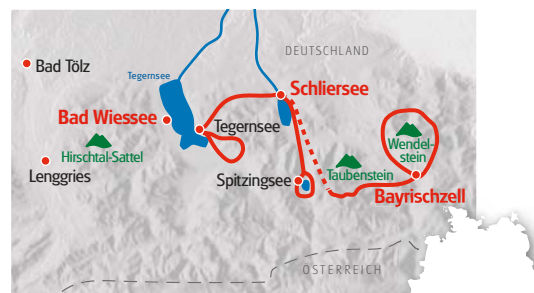 DEUTSCHLAND
Bad Tölz
Tegernsee
Schliersee
Bad Wiessee
Tegernsee
Hirschtal-Sattel
Lenggries
Wendel-
stein
Spitzingsee
Taubenstein
Bayrischzell
ÖSTERREICH